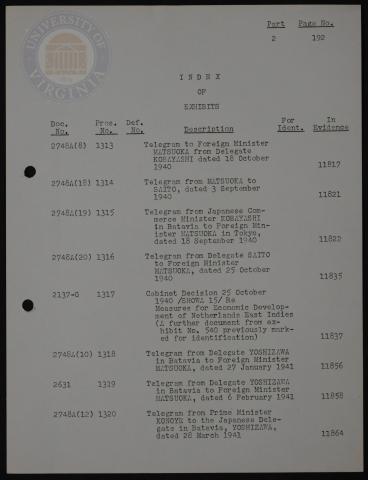 UNIVERSITY OF VIRGINIA
Part Page No.
2 192
INDEX
OF
EXHIBITS
Doc. Pros. Def. For In
No. No. No. Description Ident. Evidence
2748A(8) 1313 Telegram to Foreign Minister
MATSUOKA from Delegate
KOBAYASHI dated 18 October
1940 11817
2748A(18) 1314 Telegram from MATSUOKA to
SAITO, dated 3 September
1940 11821
2748A(19) 1315 Telegram from Japanese Com-
merce Minister KOBAYASHI
in Batavia to Foreign Min-
ister MATSUOKA in Tokyo,
dated 18 September 1940 11822
2748A(20) 1316 Telegram from Delegate SAITO
to Foreign Minister
MATSUOKA, dated 25 October
1940 11835
2137-G 1317 Cabinet Decision 25 October
1940 /SHOWA 15/ Re
Measures for Economic Develop-
ment of Netherlands East Indies
(A further document from ex-
hibit No. 540 previously mark-
ed for identification) 11837
2748A(10) 1318 Telegram from Delegate YOSHIZAWA
in Batavia to Foreign Minister
MATSUOKA, dated 27 January 1941 11856
2631 1319 Telegram from Delegate YOSHIZAWA
in Batavia to Foreign Minister
MATSUOKA, dated 6 February 1941 11858
2748A(12) 1320 Telegram from Prime Minister
KONOYE to the Japanese Dele-
gate in Batavia, YOSHIZAWA,
dated 28 March 1941 11864